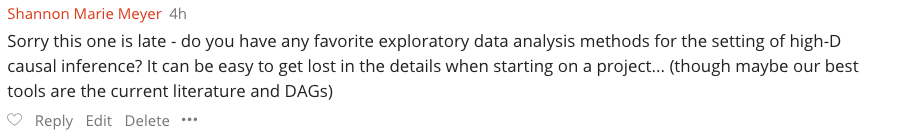 Shannon Marie Meyer 4h
Sorry this one is late - do you have any favorite exploratory data analysis methods for the setting of high-D
causal inference? It can be easy to get lost in the details when starting on a project... (though maybe our best
tools are the current literature and DAGs)
Reply Edit Delete •••